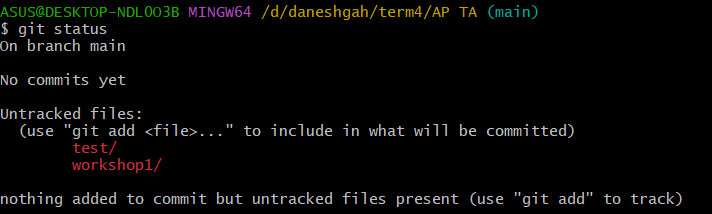 ASUS@DESKTOP-NDLOO3B MINGW64 /d/daneshgah/term4/AP TA (main)
$ git status
On branch main

No commits yet

Untracked files:
  (use "git add <file>..." to include in what will be committed)
        test/
        workshop1/

nothing added to commit but untracked files present (use "git add" to track)